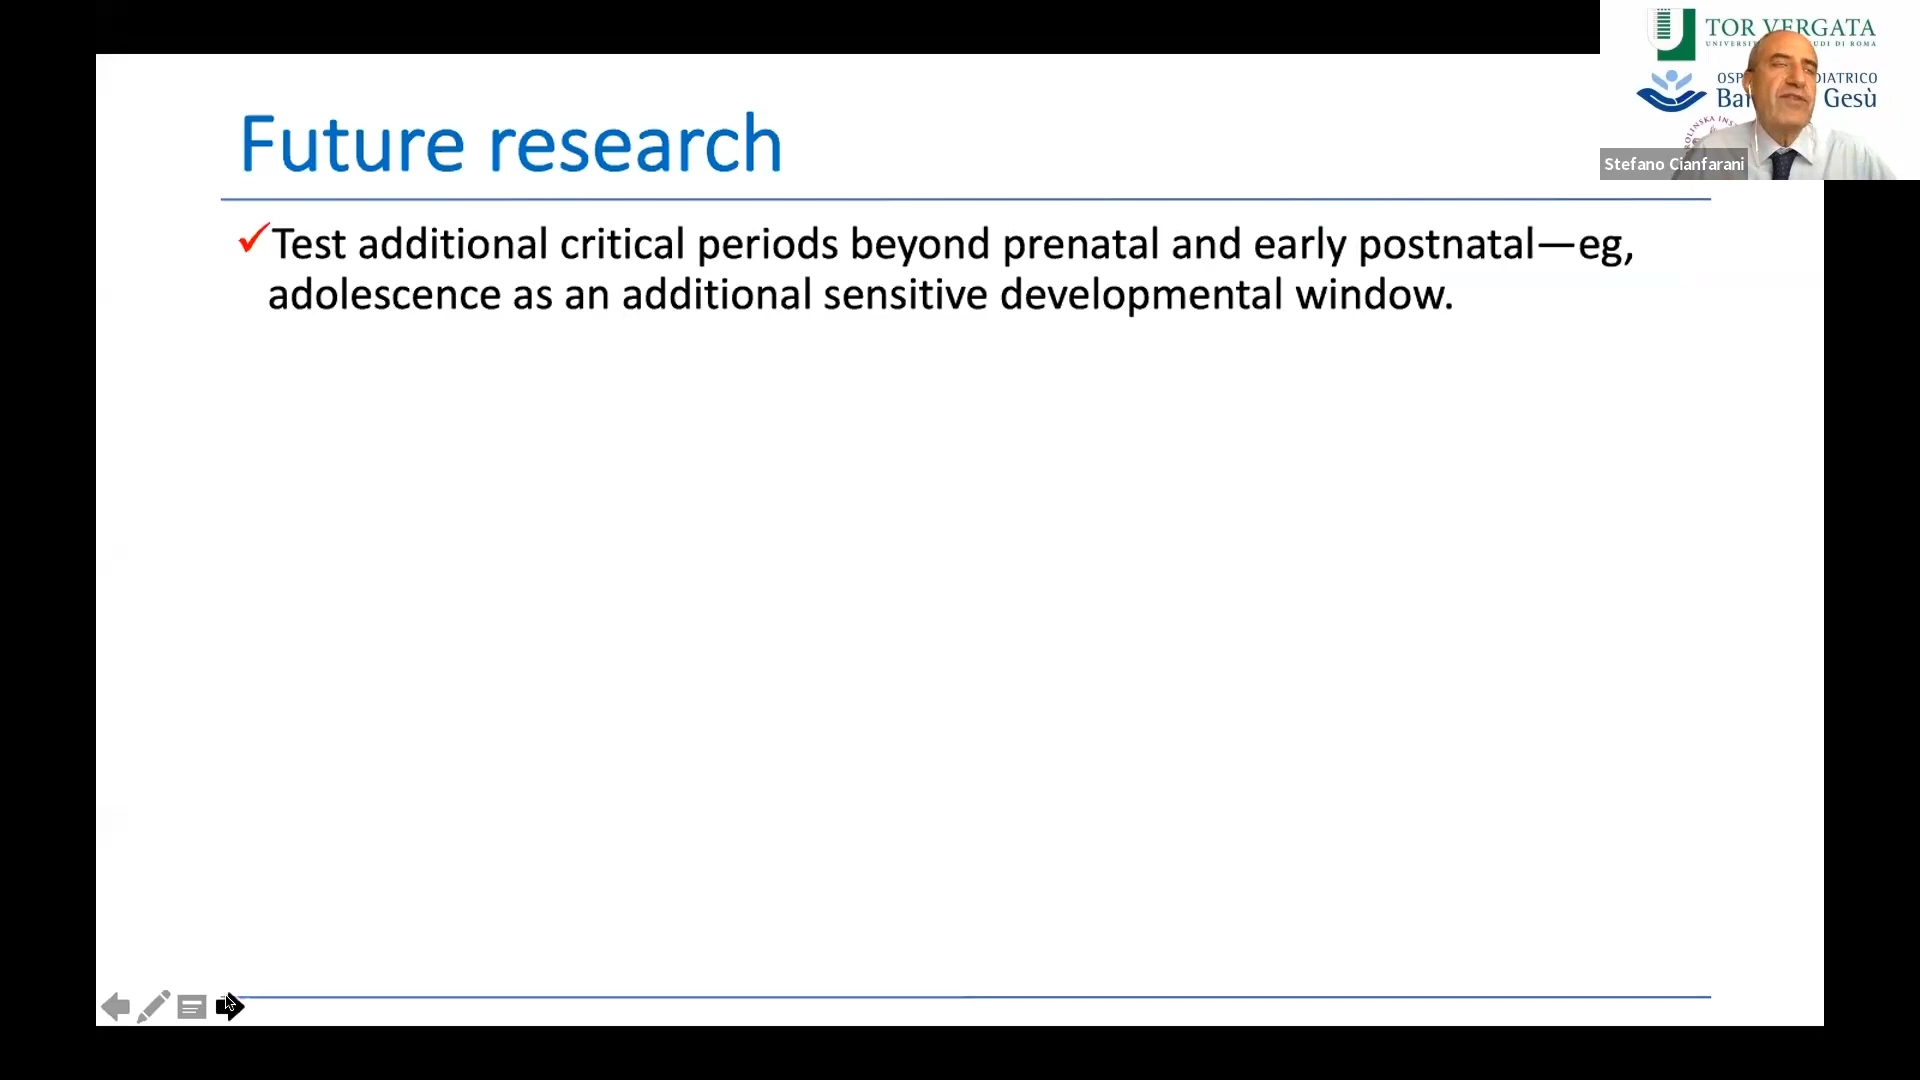 TOR VERGATA
Gesù
Stefano Cianfarani
Future research
✓Test additional critical periods beyond prenatal and early postnatal—eg,
adolescence as an additional sensitive developmental window.